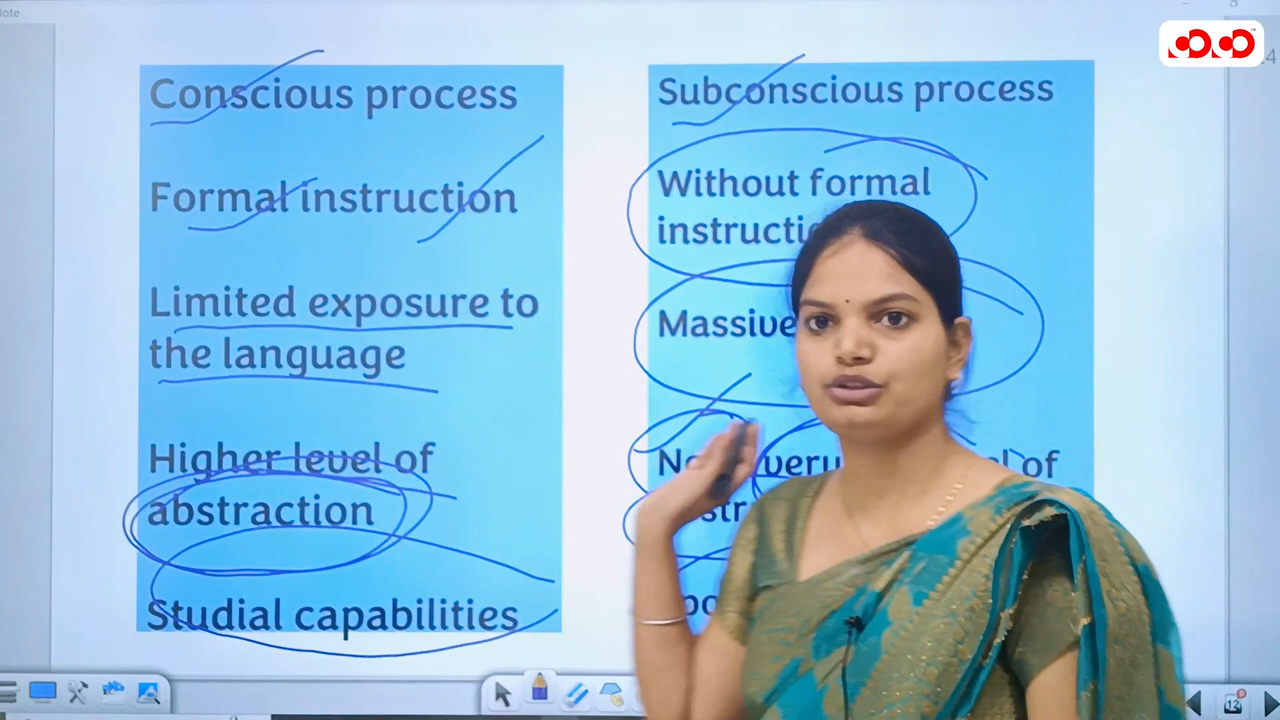 Conscious process
Formal instruction
Limited exposure to
the language
Higher level of
abstraction
Studial capabilities
Subconscious process
Without formal
Massive
of